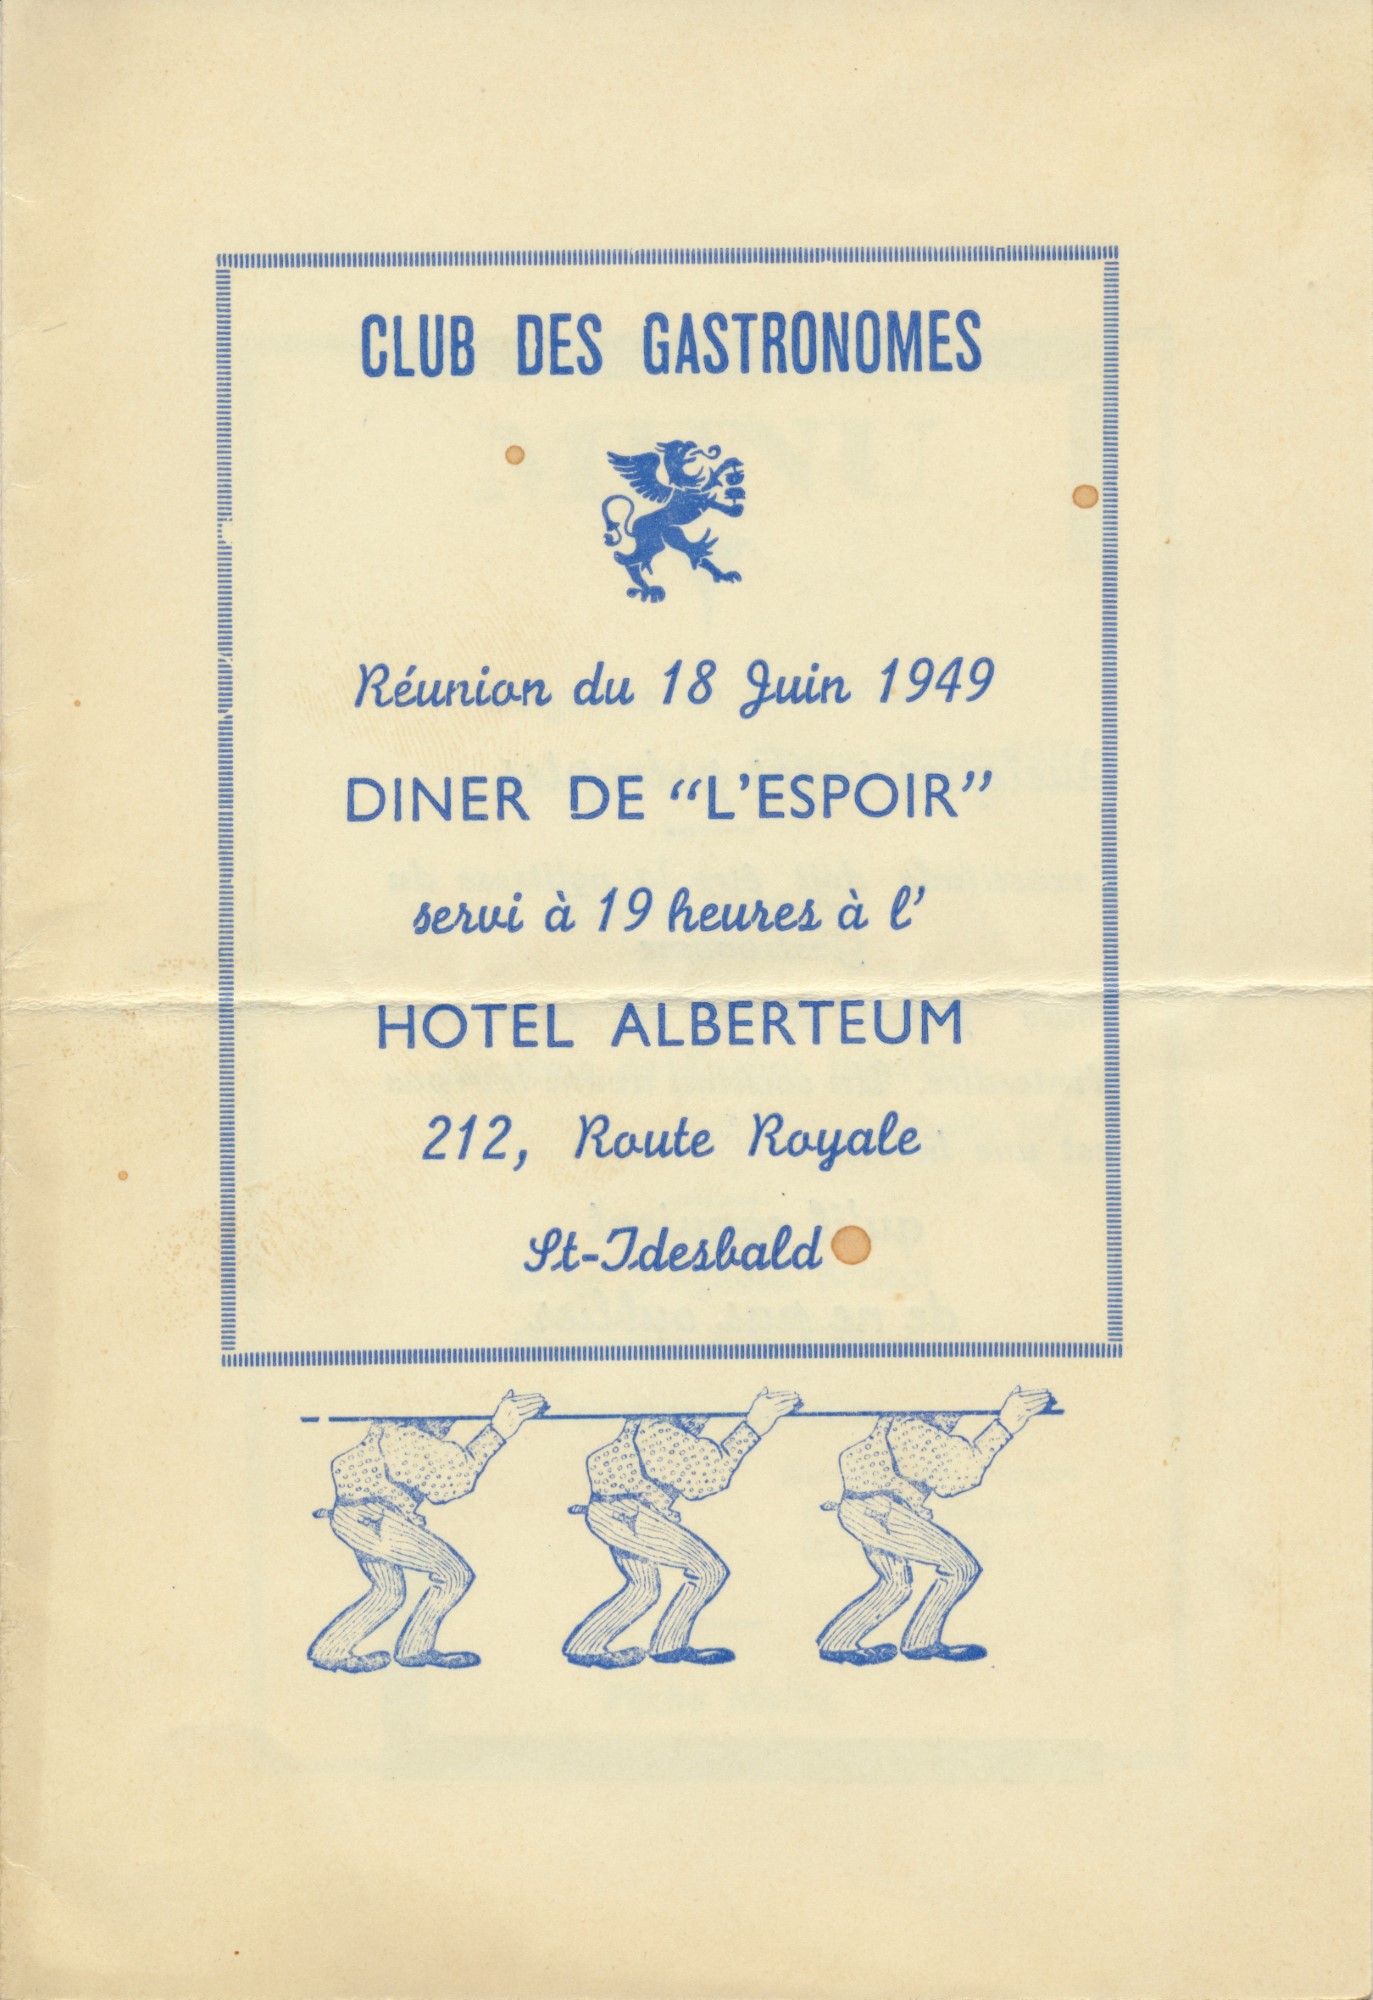 CLUB DES GASTRONOMES
Réunion du 18 Juin 1949
DINER DE “L’ESPOIR”
servi à 19 heures à l’
HOTEL ALBERTEUM
212, Route Royale
St-Idesbald